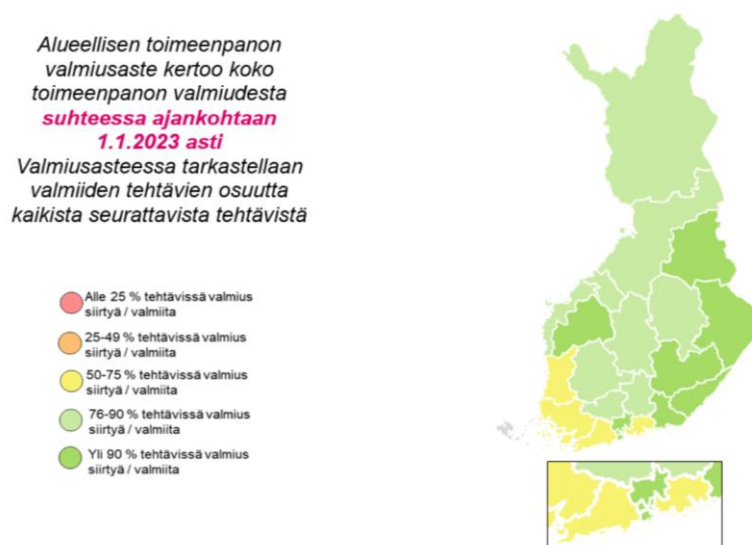 Alueellisen toimeenpanon
valmiusaste kertoo koko
toimeenpanon valmiudesta
suhteessa ajankohtaan
1.1.2023 asti
Valmiusasteessa tarkastellaan
valmiiden tehtävien osuutta
kaikista seurattavista tehtävistä
Alle 25 % tehtävissä valmius
siirtyä / valmiita
25-49 % tehtävissä valmius
siirtyä / valmiita
50-75 % tehtävissä valmius
siirtyä / valmiita
76-90 % tehtävissä valmius
siirtyä / valmiita
Yli 90 % tehtävissä valmius
siirtyä / valmiita